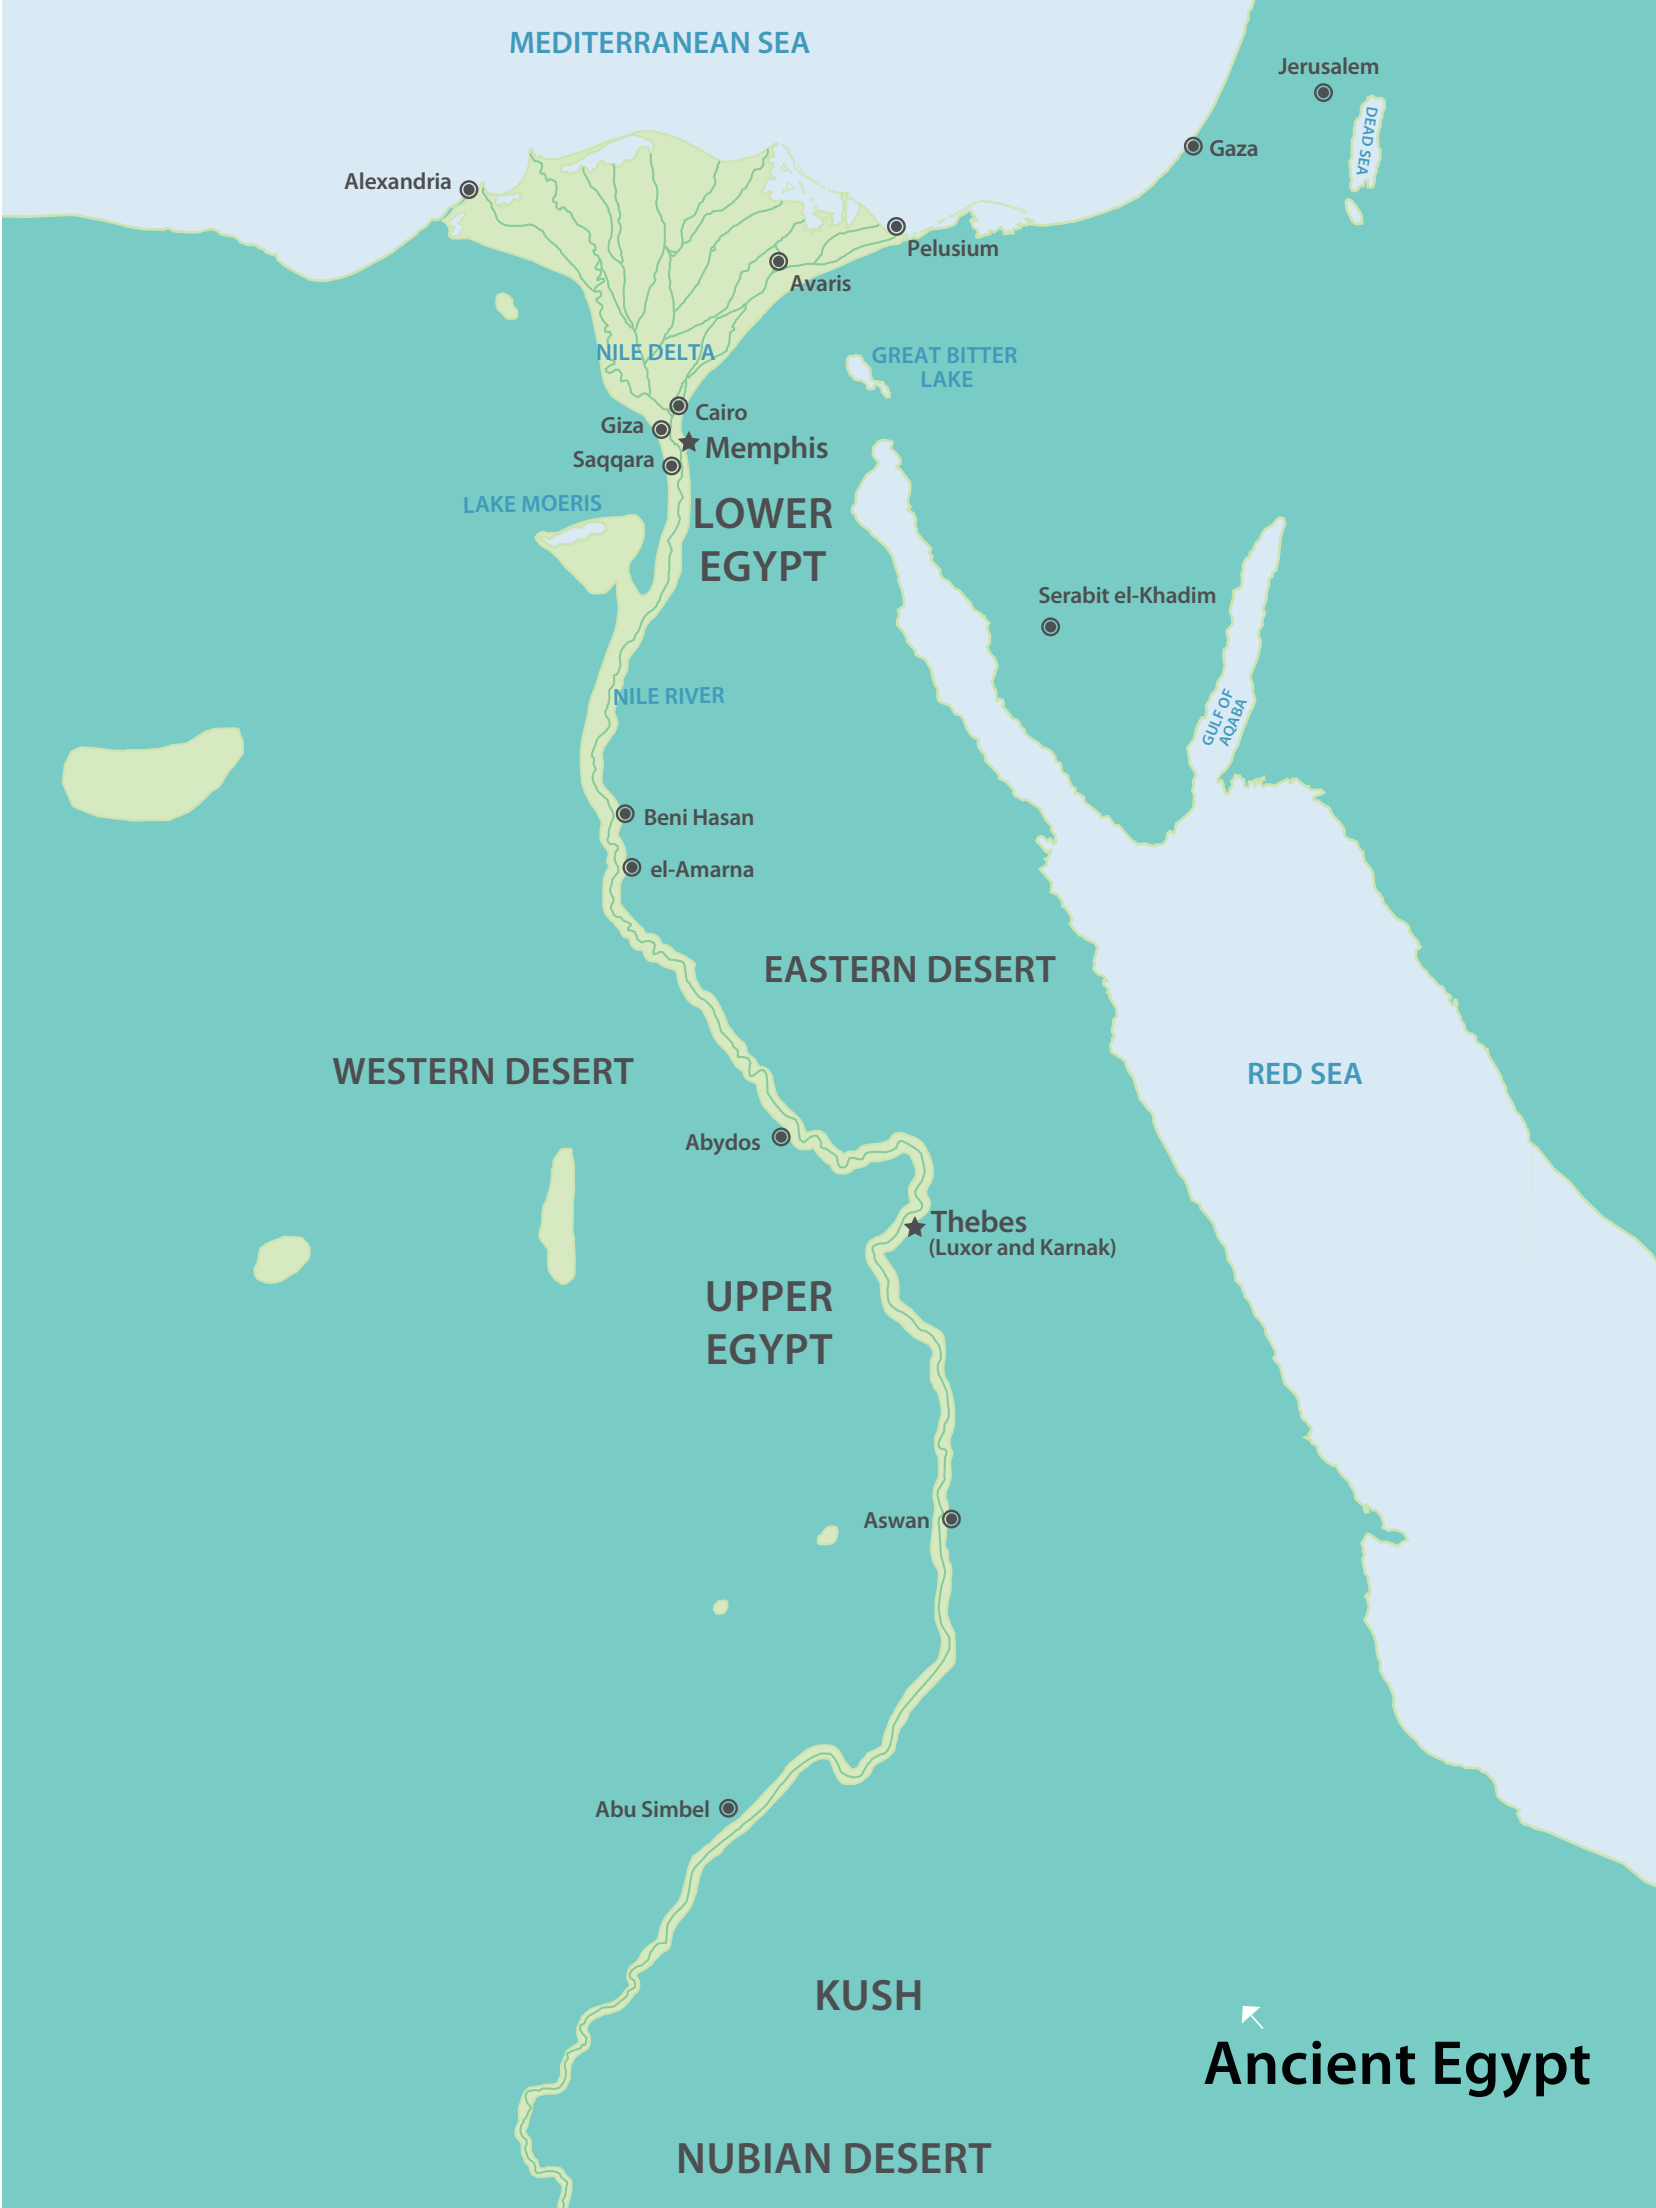 MEDITERRANEAN SEA
Jerusalem
DEAD SEA
Gaza
Alexandria
Pelusium
Avaris
NILE DELTA
GREAT BITTER
LAKE
Cairo
Giza
Memphis
Saqqara
LAKE MOERIS
LOWER
EGYPT
Serabit el-Khadim
NILE RIVER
GULF OF
AQABA
Beni Hasan
el-Amarna
EASTERN DESERT
WESTERN DESERT
RED SEA
Abydos
Thebes
(Luxor and Karnak)
UPPER
EGYPT
Aswan
Abu Simbel
KUSH
Ancient Egypt
NUBIAN DESERT